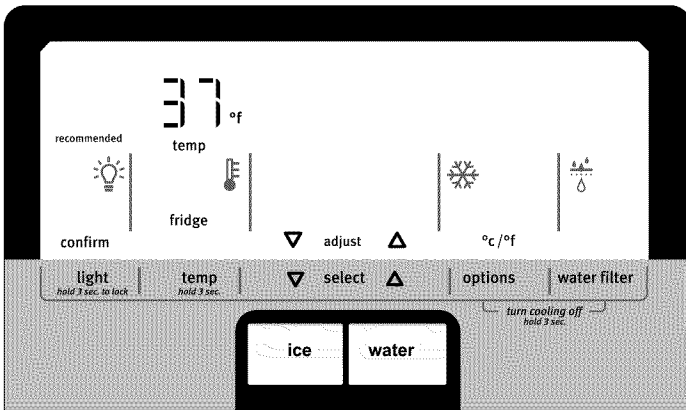 37 °f
recommended
temp
fridge
confirm
adjust
°c/°f
light temp select options water filter
hold 3 sec. to lock hold 3 sec.
turn cooling off
hold 3 sec.
ice water